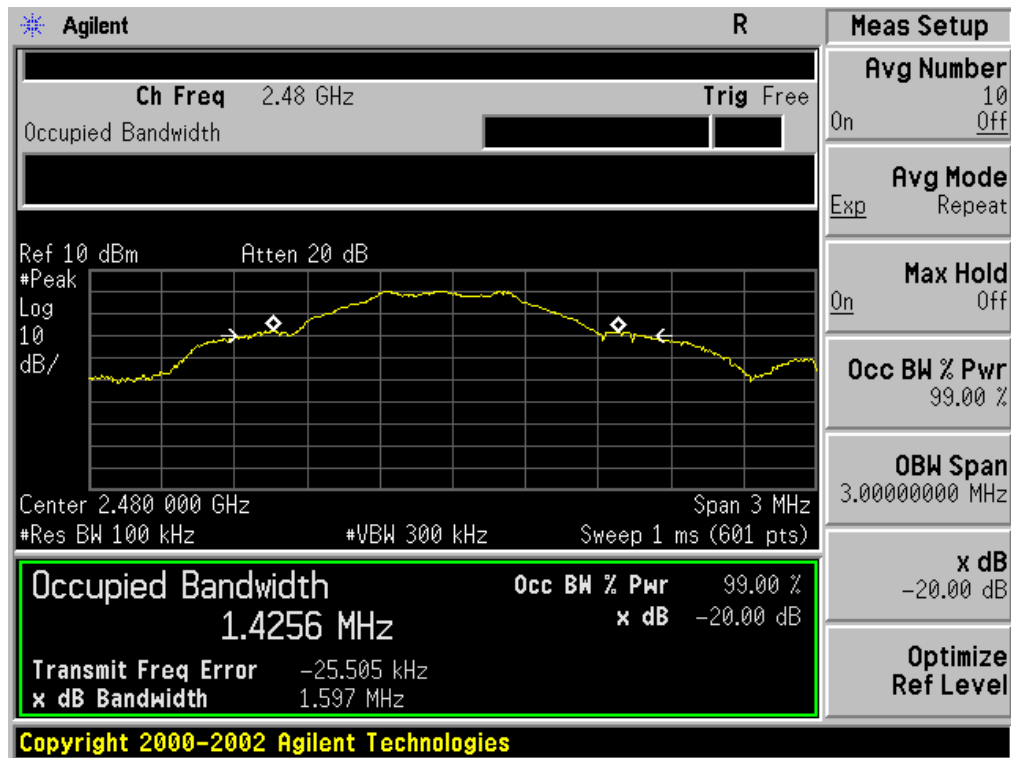 Agilent R Meas Setup
Ch Freq 2.48 GHz Trig Free
Occupied Bandwidth
Ref 10 dBm Atten 20 dB
#Peak
Log
10
dB/
Center 2.480 000 GHz Span 3 MHz
#Res BW 100 kHz #VBW 300 kHz Sweep 1 ms (601 pts)
Occupied Bandwidth Occ BW % Pwr 99.00 %
1.4256 MHz x dB -20.00 dB
Transmit Freq Error -25.505 kHz
x dB Bandwidth 1.597 MHz
Avg Number
10
On Off
Avg Mode
Exp Repeat
Max Hold
On Off
Occ BW % Pwr
99.00 %
OBW Span
3.00000000 MHz
x dB
-20.00 dB
Optimize
Ref Level
Copyright 2000-2002 Agilent Technologies